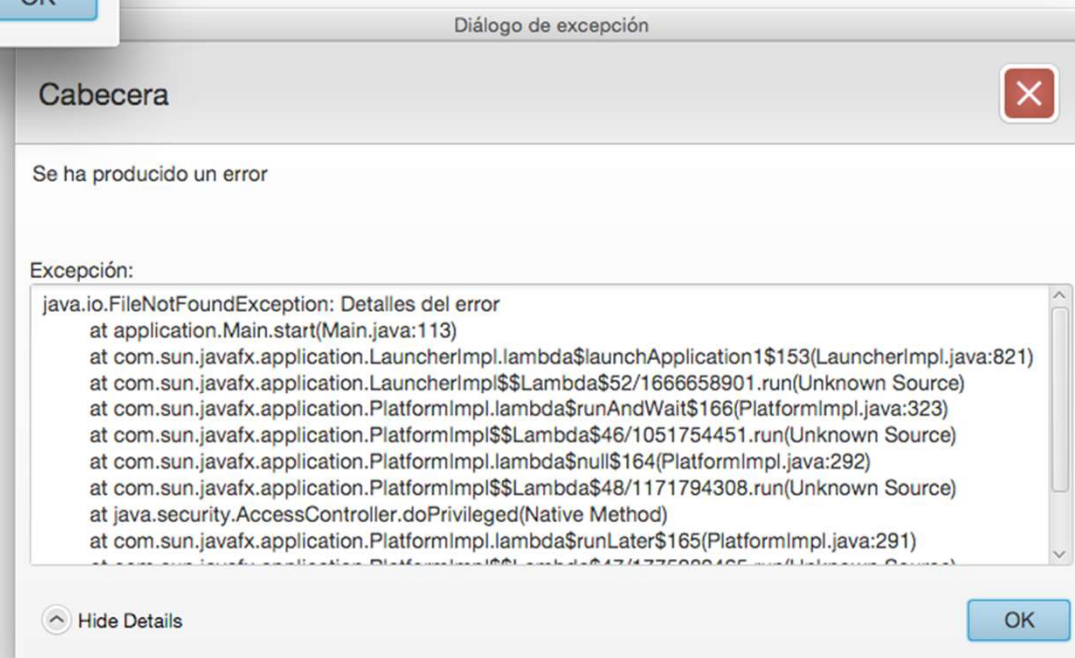 OK
Diálogo de excepción
Cabecera
Se ha producido un error
Excepción:
java.io.FileNotFoundException: Detalles del error
at application.Main.start(Main.java:113)
at com.sun.javafx.application.LauncherImpl.lambda$launchApplication1$153(LauncherImpl.java:821)
at com.sun.javafx.application.LauncherImpl$$Lambda$52/1666658901.run(Unknown Source)
at com.sun.javafx.application.PlatformImpl.lambda$runAndWait$166(PlatformImpl.java:323)
at com.sun.javafx.application.PlatformImpl$$Lambda$46/1051754451.run(Unknown Source)
at com.sun.javafx.application.PlatformImpl.lambda$null$164(PlatformImpl.java:292)
at com.sun.javafx.application.PlatformImpl$$Lambda$48/1171794308.run(Unknown Source)
at java.security.AccessController.doPrivileged(Native Method)
at com.sun.javafx.application.PlatformImpl.lambda$runLater$165(PlatformImpl.java:291)
Hide Details
OK